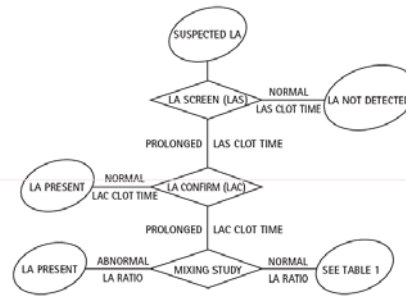 SUSPECTED LA
LA SCREEN (LAS)
NORMAL
LAS CLOT TIME
LA NOT DETECTED
PROLONGED
LAS CLOT TIME
LA PRESENT
NORMAL
LAC CLOT TIME
LA CONFIRM (LAC)
PROLONGED
LAC CLOT TIME
LA PRESENT
ABNORMAL
LA RATIO
MIXING STUDY
NORMAL
LA RATIO
SEE TABLE 1